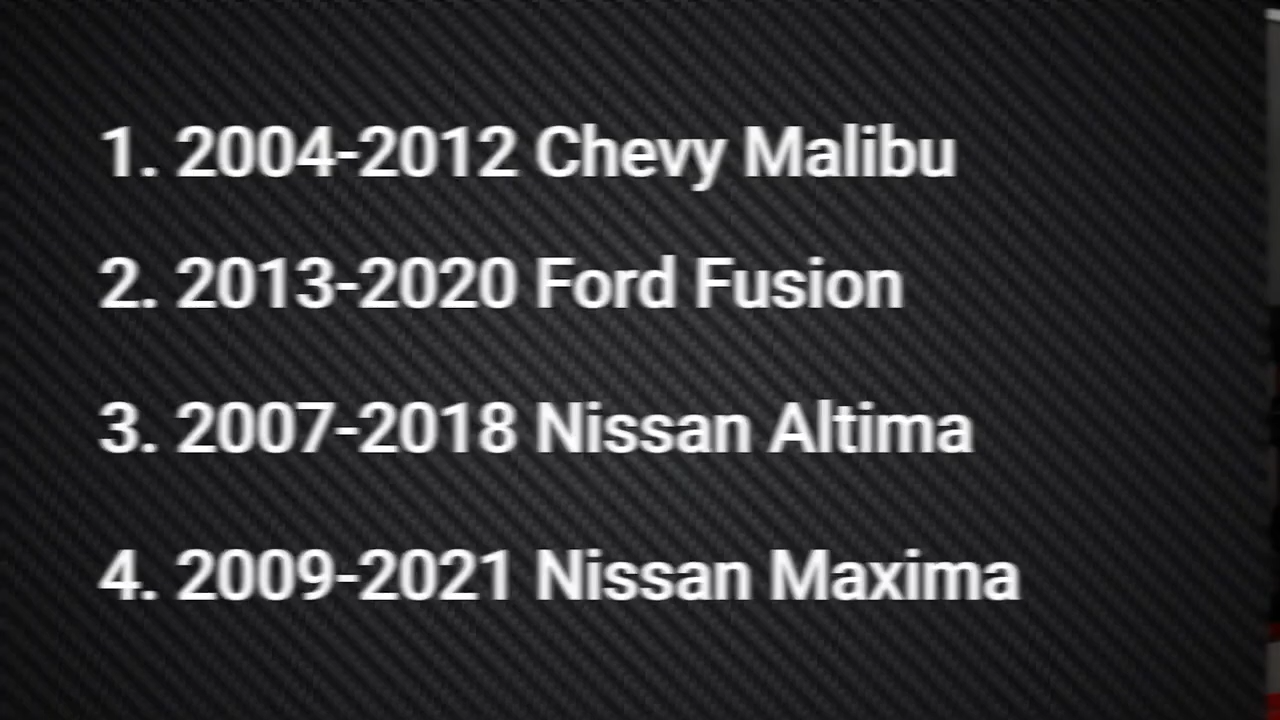 1. 2004-2012 Chevy Malibu
2. 2013-2020 Ford Fusion
3. 2007-2018 Nissan Altima
4. 2009-2021 Nissan Maxima